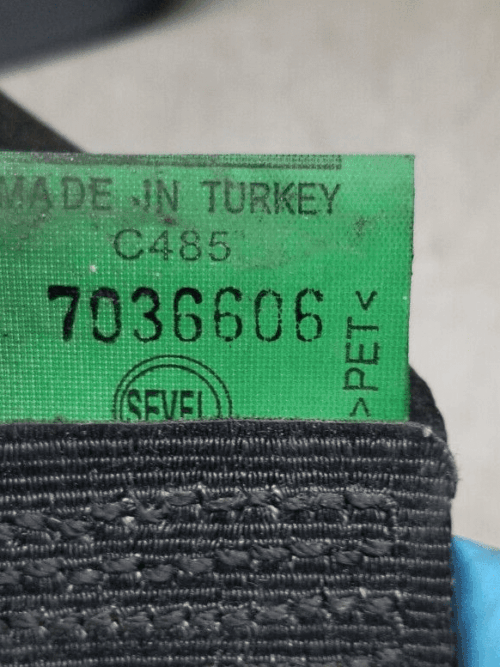 MADE IN TURKEY
C485
7036606
>PET<
SEVEL